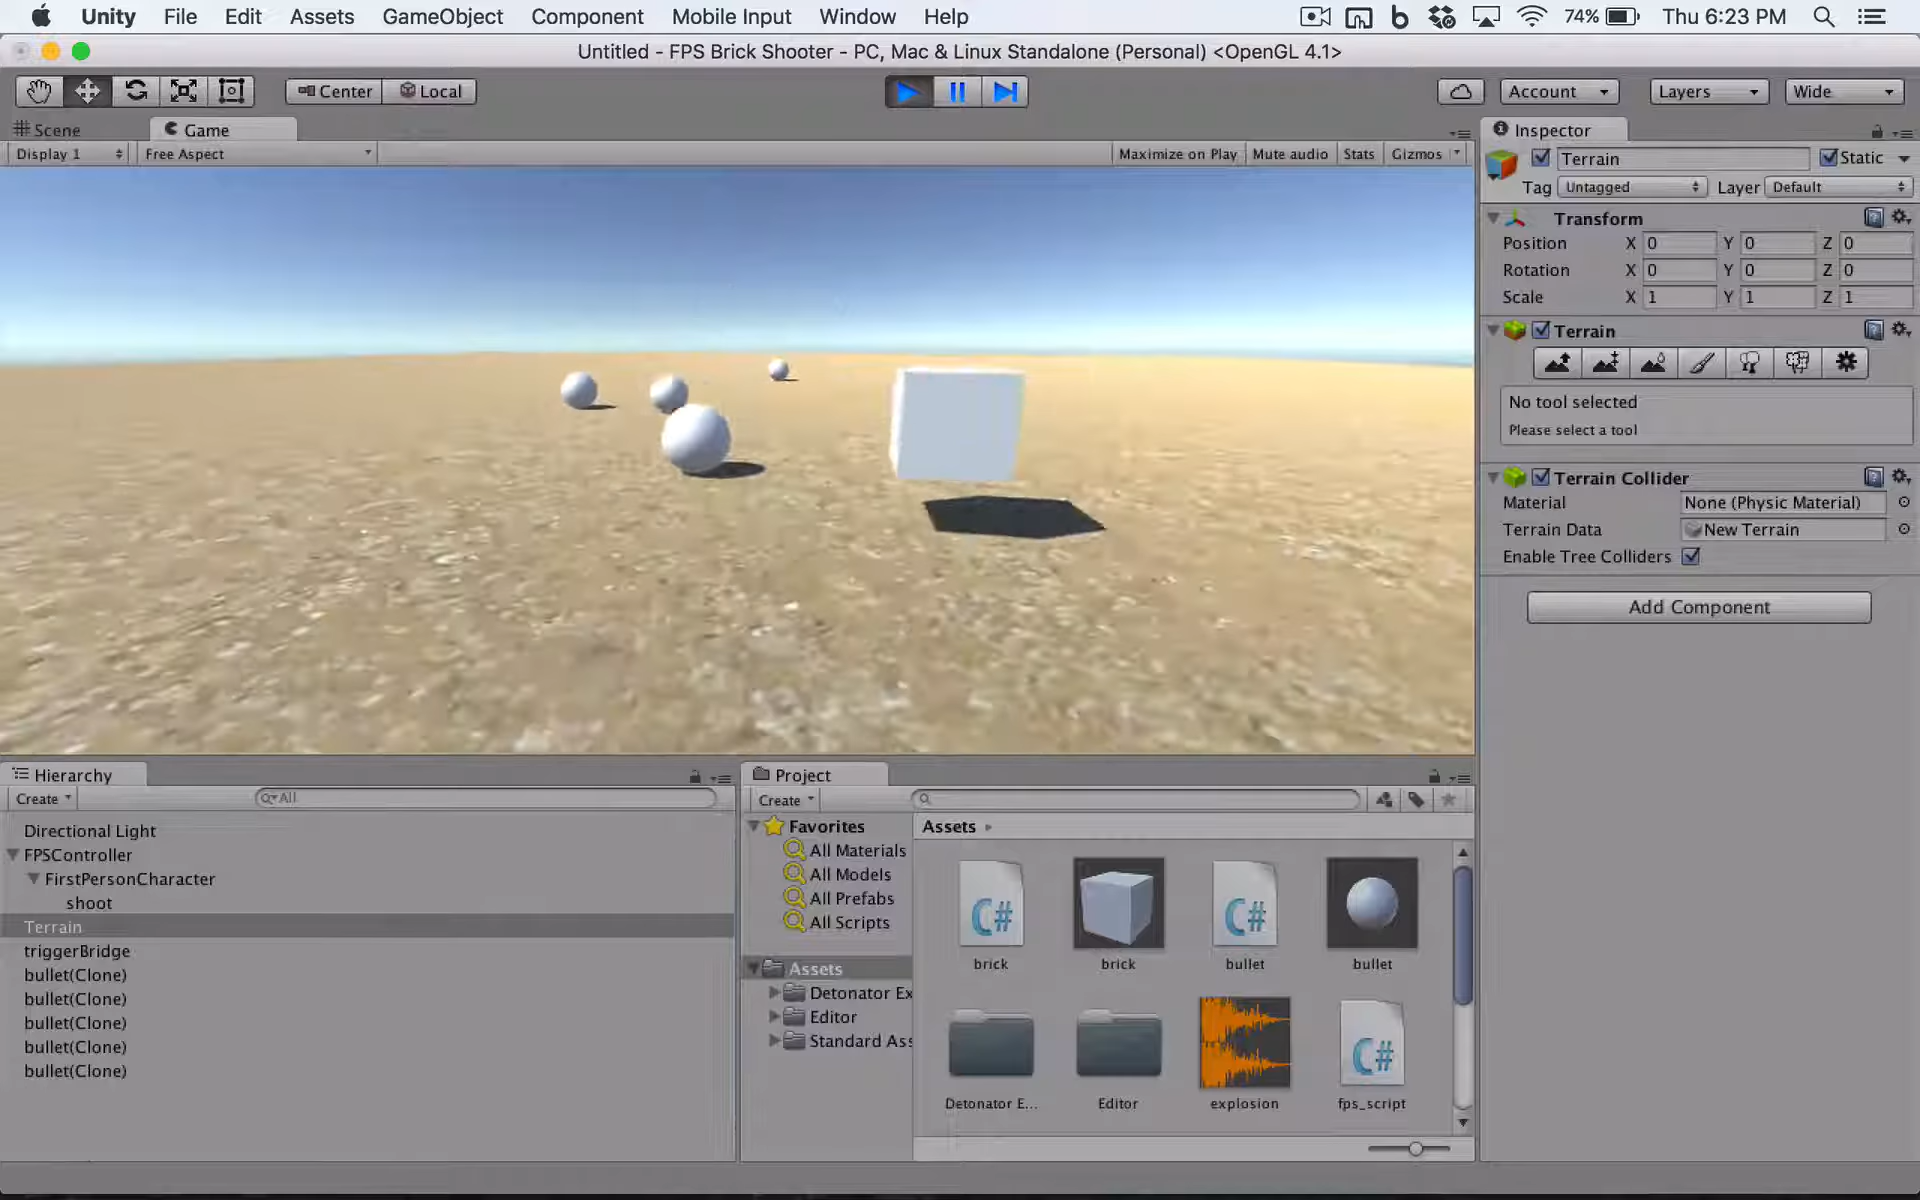 Unity File Edit Assets GameObject Component Mobile Input Window Help 74% Thu 6:23 PM
Untitled - FPS Brick Shooter - PC, Mac & Linux Standalone (Personal) <OpenGL 4.1>
Center Local Account Layers Wide
Scene Game
Display 1 Free Aspect Maximize on Play Mute audio Stats Gizmos
Inspector
Terrain Static
Tag Untagged Layer Default
Transform
Position X 0 Y 0 Z 0
Rotation X 0 Y 0 Z 0
Scale X 1 Y 1 Z 1
Terrain
No tool selected
Please select a tool
Terrain Collider
Material None (Physic Material)
Terrain Data New Terrain
Enable Tree Colliders
Add Component
Hierarchy
Create All
Directional Light
FPSController
FirstPersonCharacter
shoot
Terrain
triggerBridge
bullet(Clone)
bullet(Clone)
bullet(Clone)
bullet(Clone)
bullet(Clone)
Project
Create
Favorites
All Materials
All Models
All Prefabs
All Scripts
Assets
Detonator Ex
Editor
Standard Ass
Assets
C# C#
brick brick bullet bullet
C#
Detonator E... Editor explosion fps_script